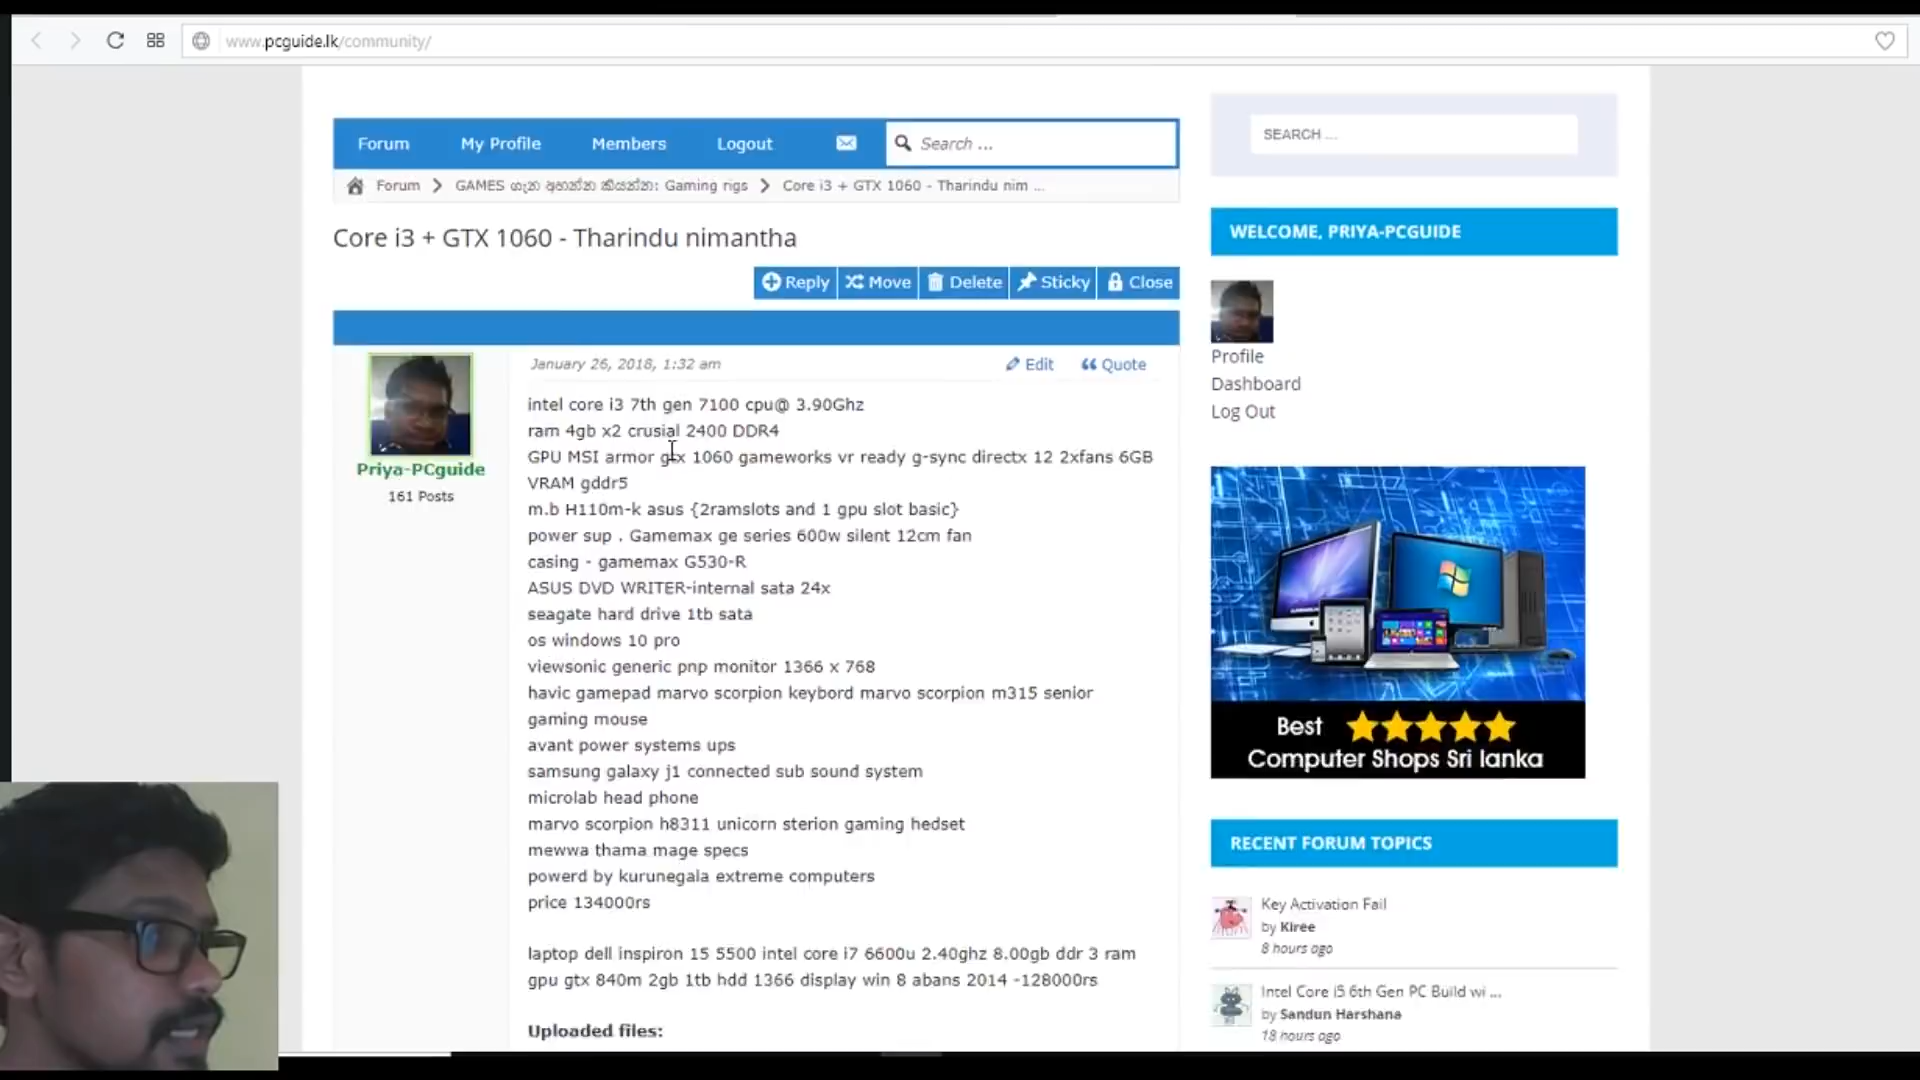 www.pcguide.lk/community/
Forum My Profile Members Logout Search ...
Forum GAMES ගැන අහන්න කියන්න: Gaming rigs Core i3 + GTX 1060 - Tharindu nim ...
Core i3 + GTX 1060 - Tharindu nimantha
Reply Move Delete Sticky Close
January 26, 2018, 1:32 am Edit Quote
Priya-PCguide
161 Posts
intel core i3 7th gen 7100 cpu@ 3.90Ghz
ram 4gb x2 crusial 2400 DDR4
GPU MSI armor gtx 1060 gameworks vr ready g-sync directx 12 2xfans 6GB
VRAM gddr5
m.b H110m-k asus {2ramslots and 1 gpu slot basic}
power sup . Gamemax ge series 600w silent 12cm fan
casing - gamemax G530-R
ASUS DVD WRITER-internal sata 24x
seagate hard drive 1tb sata
os windows 10 pro
viewsonic generic pnp monitor 1366 x 768
havic gamepad marvo scorpion keybord marvo scorpion m315 senior
gaming mouse
avant power systems ups
samsung galaxy j1 connected sub sound system
microlab head phone
marvo scorpion h8311 unicorn sterion gaming hedset
mewwa thama mage specs
powerd by kurunegala extreme computers
price 134000rs
laptop dell inspiron 15 5500 intel core i7 6600u 2.40ghz 8.00gb ddr 3 ram
gpu gtx 840m 2gb 1tb hdd 1366 display win 8 abans 2014 -128000rs
Uploaded files:
SEARCH ...
WELCOME, PRIYA-PCGUIDE
Profile
Dashboard
Log Out
Best
Computer Shops Sri lanka
RECENT FORUM TOPICS
Key Activation Fail
by Kiree
8 hours ago
Intel Core i5 6th Gen PC Build wi ...
by Sandun Harshana
18 hours ago